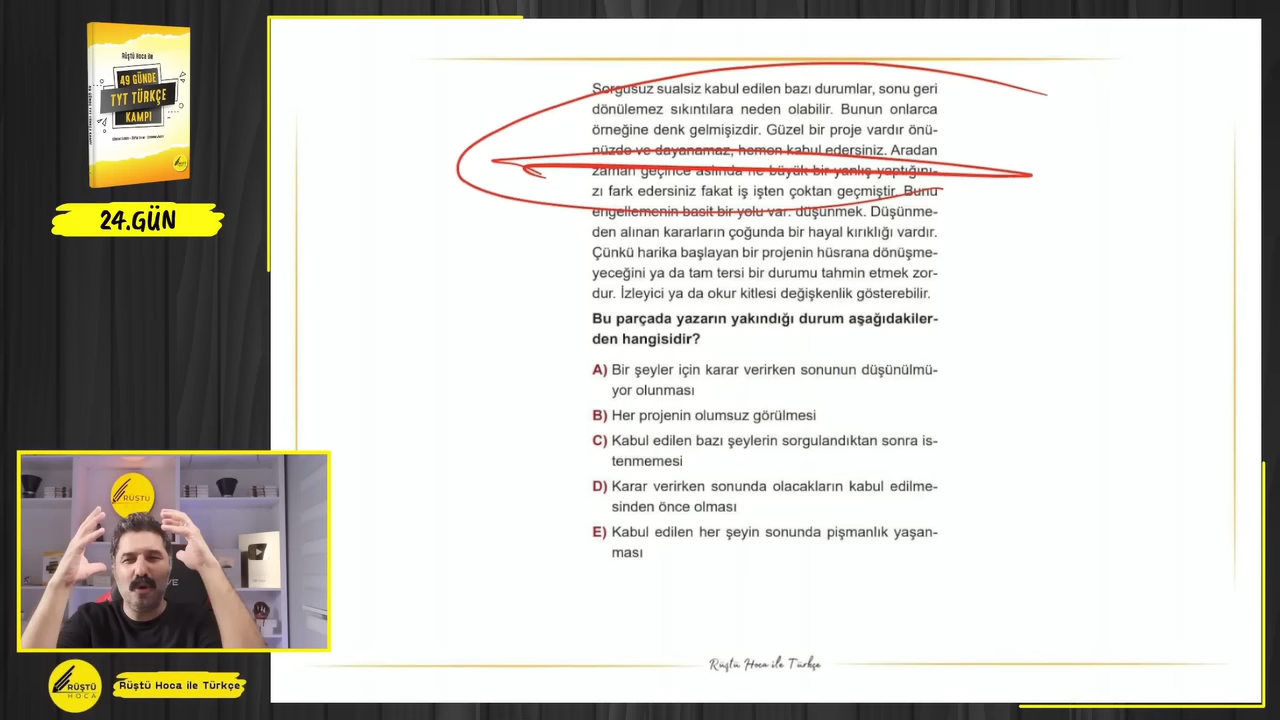 Rüştü Hoca ile
49 GÜNDE
TYT TÜRKÇE
KAMPI
24.GÜN
Sorgusuz sualsiz kabul edilen bazı durumlar, sonu geri
dönülemez sıkıntılara neden olabilir. Bunun onlarca
örneğine denk gelmişizdir. Güzel bir proje vardır önü-
nüzde ve dayanamaz, hemen kabul edersiniz. Aradan
zaman geçince aslında ne büyük bir yanlış yaptığını-
zı fark edersiniz fakat iş işten çoktan geçmiştir. Bunu
engellemenin basit bir yolu var: düşünmek. Düşünme-
den alınan kararların çoğunda bir hayal kırıklığı vardır.
Çünkü harika başlayan bir projenin hüsrana dönüşme-
yeceğini ya da tam tersi bir durumu tahmin etmek zor-
dur. İzleyici ya da okur kitlesi değişkenlik gösterebilir.
Bu parçada yazarın yakındığı durum aşağıdakiler-
den hangisidir?
A) Bir şeyler için karar verirken sonunun düşünülmü-
yor olunması
B) Her projenin olumsuz görülmesi
C) Kabul edilen bazı şeylerin sorgulandıktan sonra is-
tenmemesi
D) Karar verirken sonunda olacakların kabul edilme-
sinden önce olması
E) Kabul edilen her şeyin sonunda pişmanlık yaşan-
ması
RÜŞTÜ
Rüştü Hoca ile Türkçe
RÜŞTÜ
HOCA
Rüştü Hoca ile Türkçe